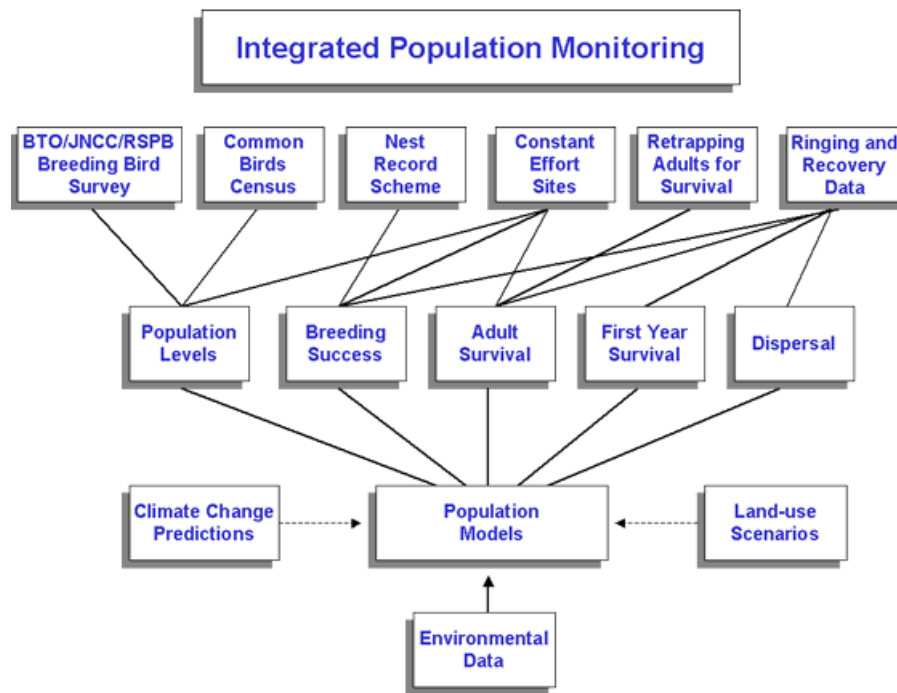 Integrated Population Monitoring
BTO/JNCC/RSPB
Breeding Bird
Survey
Common
Birds
Census
Nest
Record
Scheme
Constant
Effort
Sites
Retrapping
Adults for
Survival
Ringing and
Recovery
Data
Population
Levels
Breeding
Success
Adult
Survival
First Year
Survival
Dispersal
Climate Change
Predictions
Population
Models
Land-use
Scenarios
Environmental
Data